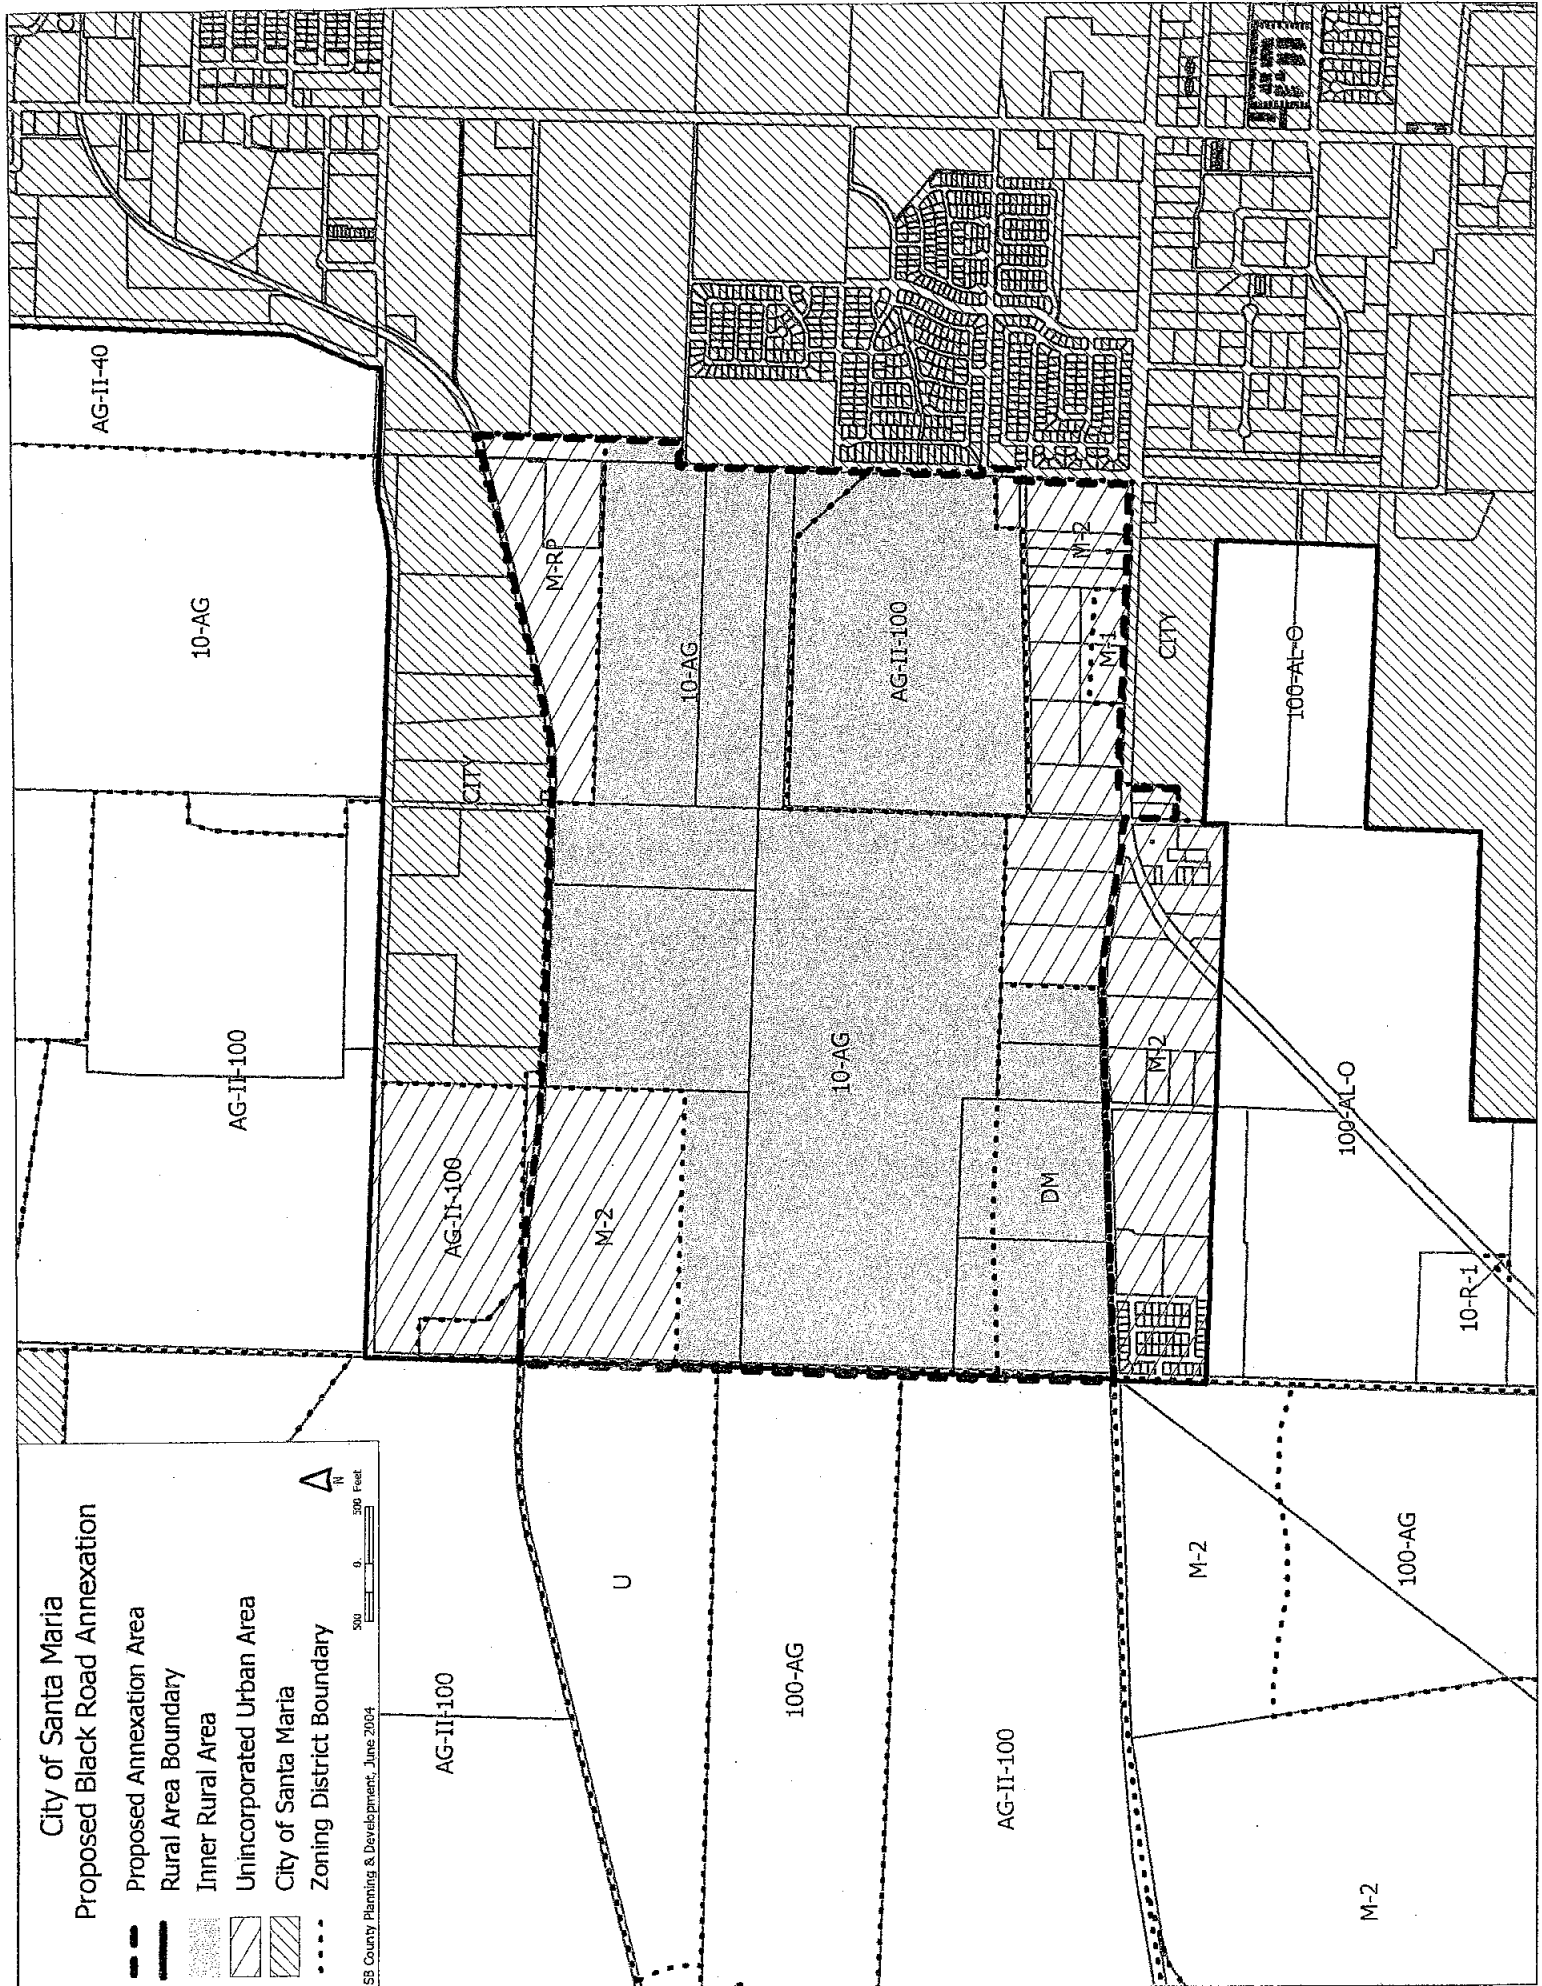 City of Santa Maria
Proposed Black Road Annexation
Proposed Annexation Area
Rural Area Boundary
Inner Rural Area
Unincorporated Urban Area
City of Santa Maria
Zoning District Boundary
500 0 500 Feet
N
SB County Planning & Development, June 2004
AG-II-100
AG-II-100
10-AG
AG-II-40
AG-II-100
CITY
U
M-2
M-RP
100-AG
10-AG
10-AG
AG-II-100
AG-II-100
DM
M-1
M-2
M-2
M-2
CITY
100-AL-O
100-AL-O
100-AG
10-R-1
M-2